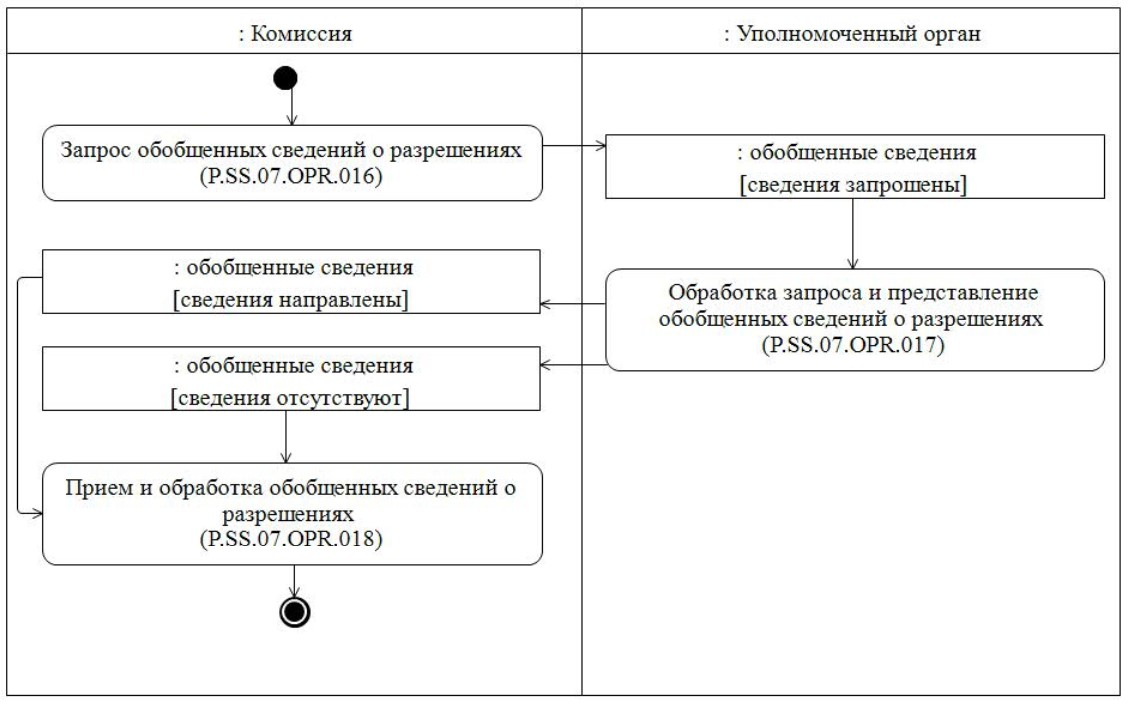 : Комиссия
: Уполномоченный орган
Запрос обобщенных сведений о разрешениях
(P.SS.07.OPR.016)
: обобщенные сведения
[сведения запрошены]
: обобщенные сведения
[сведения направлены]
Обработка запроса и представление
обобщенных сведений о разрешениях
(P.SS.07.OPR.017)
: обобщенные сведения
[сведения отсутствуют]
Прием и обработка обобщенных сведений о
разрешениях
(P.SS.07.OPR.018)